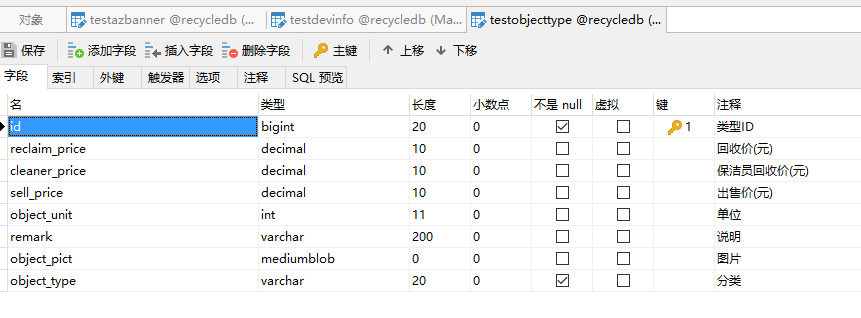 对象 testazbanner @recycledb (Ma... testdevinfo @recycledb (Ma... testobjecttype @recycledb (...
保存 添加字段 插入字段 删除字段 主键 上移 下移
字段 索引 外键 触发器 选项 注释 SQL 预览
名 类型 长度 小数点 不是 null 虚拟 键 注释
id bigint 20 0 1 类型ID
reclaim_price decimal 10 0 回收价(元)
cleaner_price decimal 10 0 保洁员回收价(元)
sell_price decimal 10 0 出售价(元)
object_unit int 11 0 单位
remark varchar 200 0 说明
object_pict mediumblob 0 0 图片
object_type varchar 20 0 分类